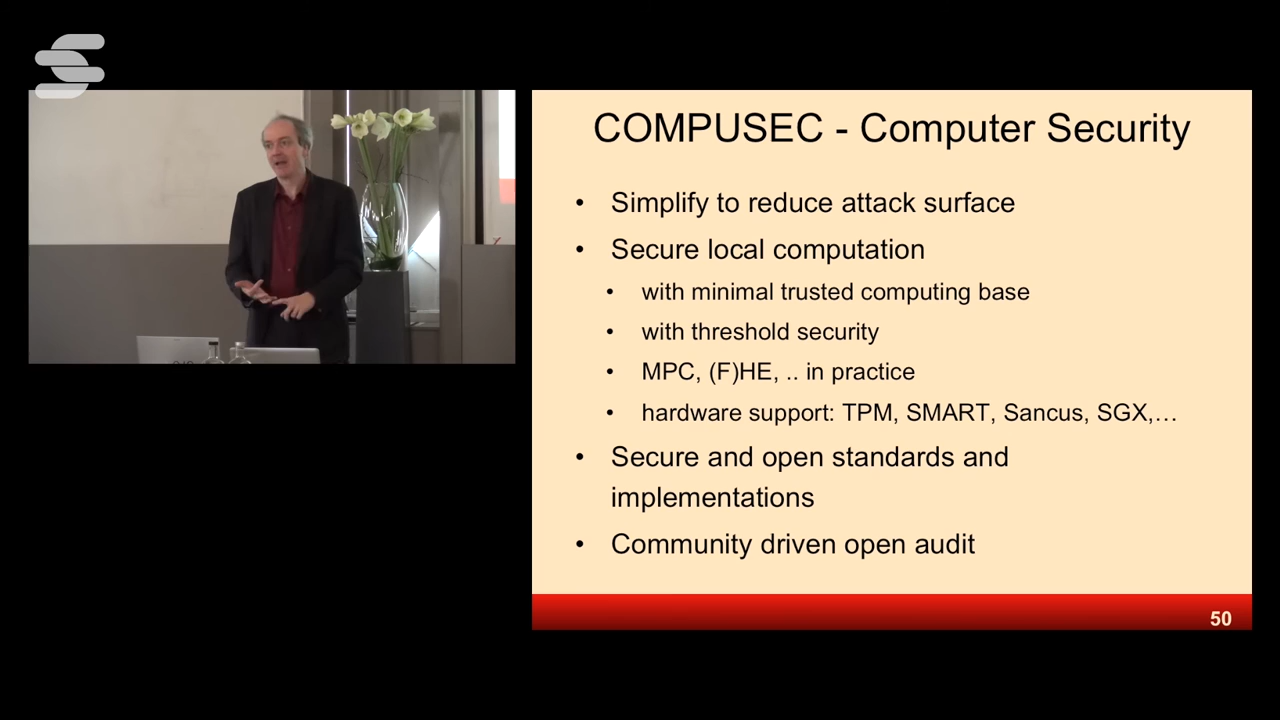 COMPUSEC - Computer Security
• Simplify to reduce attack surface
• Secure local computation
• with minimal trusted computing base
• with threshold security
• MPC, (F)HE, .. in practice
• hardware support: TPM, SMART, Sancus, SGX,…
• Secure and open standards and
implementations
• Community driven open audit
50